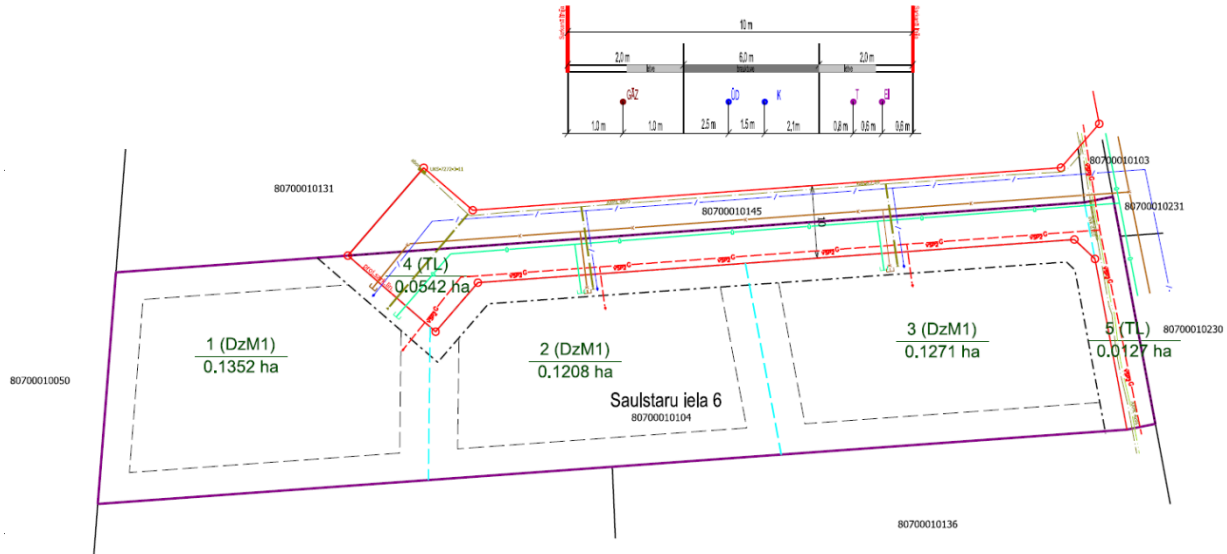 10 m
2,0 m
6,0 m
2,0 m
GĀZ
ŪD
K
T
El
1.0 m
1.0 m
2.5 m
1.5 m
2,1m
0,8 m
0,6 m
0,6 m
80700010131
80700010103
80700010145
80700010231
10
4 (TL)
0.0542 ha
1 (DzM1)
0.1352 ha
2 (DzM1)
0.1208 ha
3 (DzM1)
0.1271 ha
5 (TL)
0.0127 ha
80700010230
80700010050
Saulstaru iela 6
80700010104
80700010136